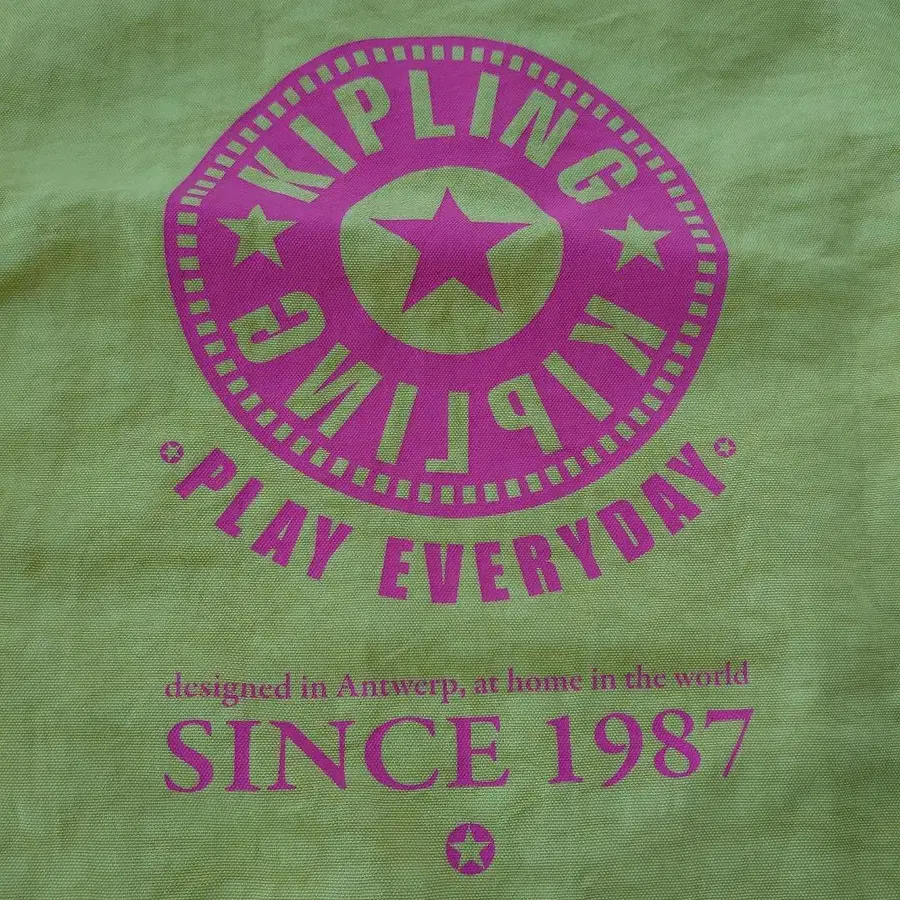 KIPLING
KIPLING
PLAY EVERYDAY
designed in Antwerp, at home in the world
SINCE 1987